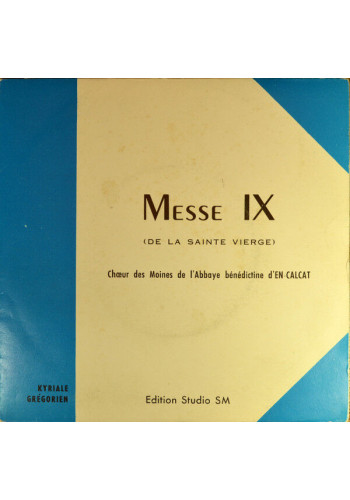 MESSE IX
(DE LA SAINTE VIERGE)
Chœur des Moines de l'Abbaye bénédictine d'EN-CALCAT
KYRIALE
GRÉGORIEN
Edition Studio SM